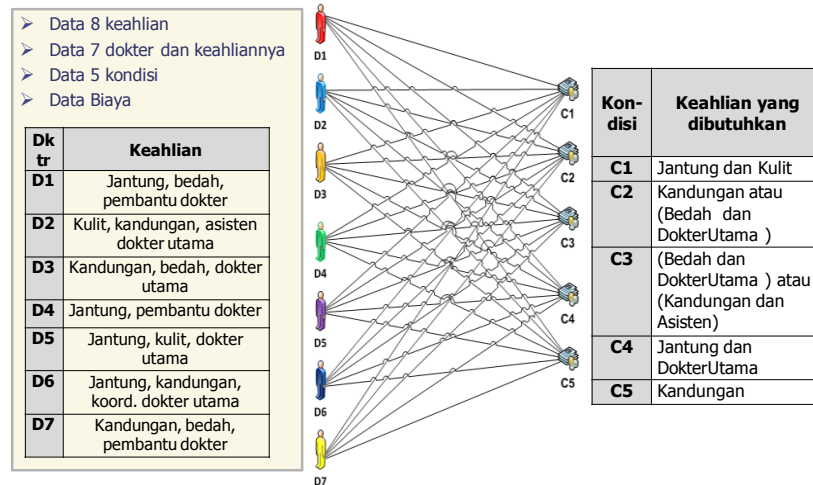 ➢ Data 8 keahlian
➢ Data 7 dokter dan keahliannya
➢ Data 5 kondisi
➢ Data Biaya
Dk
tr
Keahlian
D1
Jantung, bedah,
pembantu dokter
D2
Kulit, kandungan, asisten
dokter utama
D3
Kandungan, bedah, dokter
utama
D4
Jantung, pembantu dokter
D5
Jantung, kulit, dokter
utama
D6
Jantung, kandungan,
koord. dokter utama
D7
Kandungan, bedah,
pembantu dokter
D1
D2
D3
D4
D5
D6
D7
C1
C2
C3
C4
C5
Kon-
disi
Keahlian yang
dibutuhkan
C1
Jantung dan Kulit
C2
Kandungan atau
(Bedah dan
DokterUtama )
C3
(Bedah dan
DokterUtama ) atau
(Kandungan dan
Asisten)
C4
Jantung dan
DokterUtama
C5
Kandungan